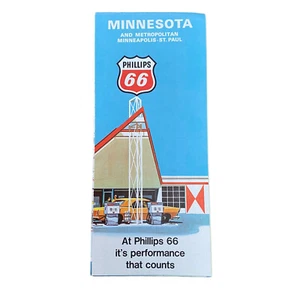 MINNESOTA
AND METROPOLITAN
MINNEAPOLIS-ST. PAUL
PHILLIPS
66
At Phillips 66
it's performance
that counts